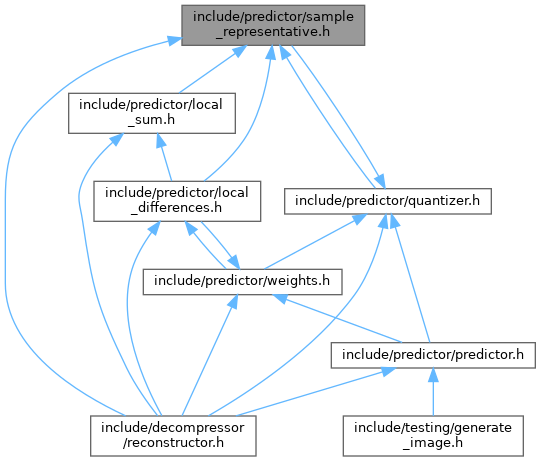 include/predictor/sample
_representative.h
include/predictor/local
_sum.h
include/predictor/local
_differences.h
include/predictor/quantizer.h
include/predictor/weights.h
include/predictor/predictor.h
include/decompressor
/reconstructor.h
include/testing/generate
_image.h